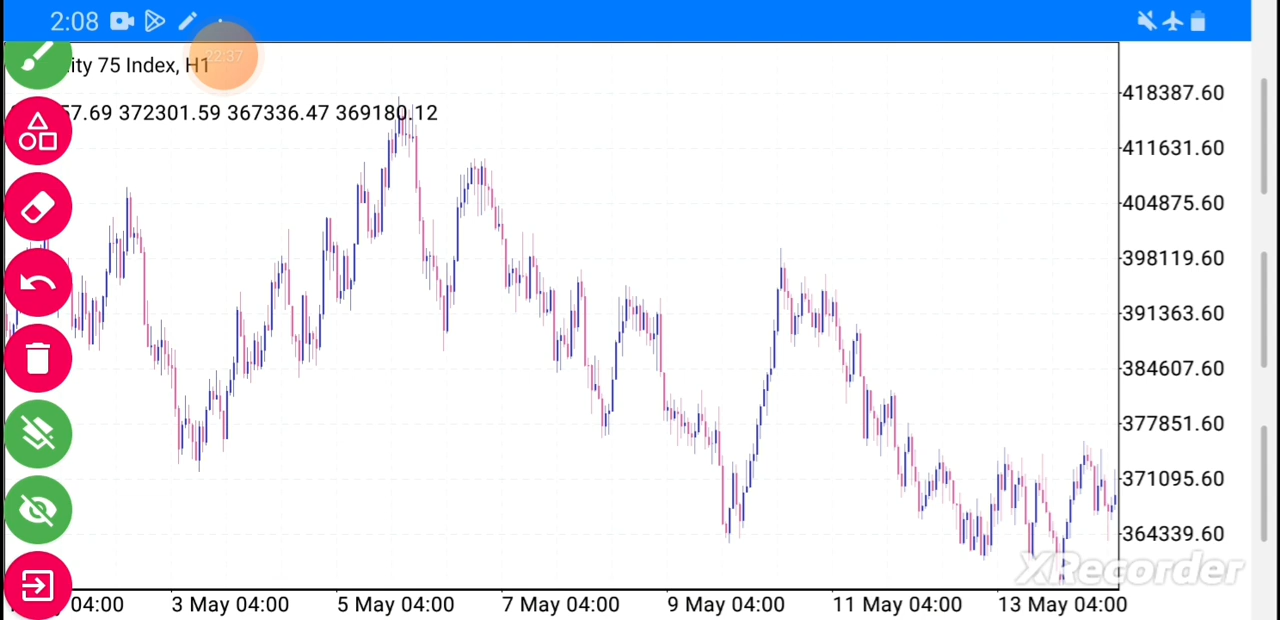 2:08
22:37
ity 75 Index, H1
57.69 372301.59 367336.47 369180.12
418387.60
411631.60
404875.60
398119.60
391363.60
384607.60
377851.60
371095.60
364339.60
XRecorder
04:00 3 May 04:00 5 May 04:00 7 May 04:00 9 May 04:00 11 May 04:00 13 May 04:00